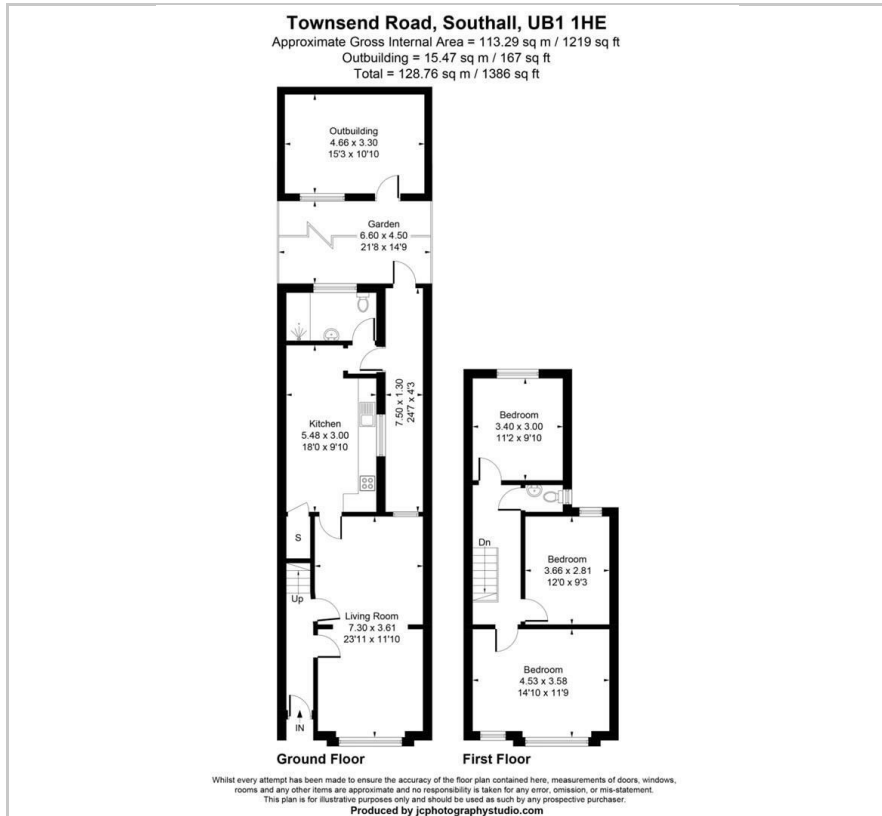 Townsend Road, Southall, UB1 1HE
Approximate Gross Internal Area = 113.29 sq m / 1219 sq ft
Outbuilding = 15.47 sq m / 167 sq ft
Total = 128.76 sq m / 1386 sq ft
Outbuilding
4.66 x 3.30
15'3 x 10'10
Garden
6.60 x 4.50
21'8 x 14'9
7.50 x 1.30
24'7 x 4'3
Kitchen
5.48 x 3.00
18'0 x 9'10
S
Up
Living Room
7.30 x 3.61
23'11 x 11'10
IN
Ground Floor
Bedroom
3.40 x 3.00
11'2 x 9'10
Dn
Bedroom
3.66 x 2.81
12'0 x 9'3
Bedroom
4.53 x 3.58
14'10 x 11'9
First Floor
Whilst every attempt has been made to ensure the accuracy of the floor plan contained here, measurements of doors, windows,
rooms and any other items are approximate and no responsibility is taken for any error, omission, or mis-statement.
This plan is for illustrative purposes only and should be used as such by any prospective purchaser.
Produced by jcphotographystudio.com